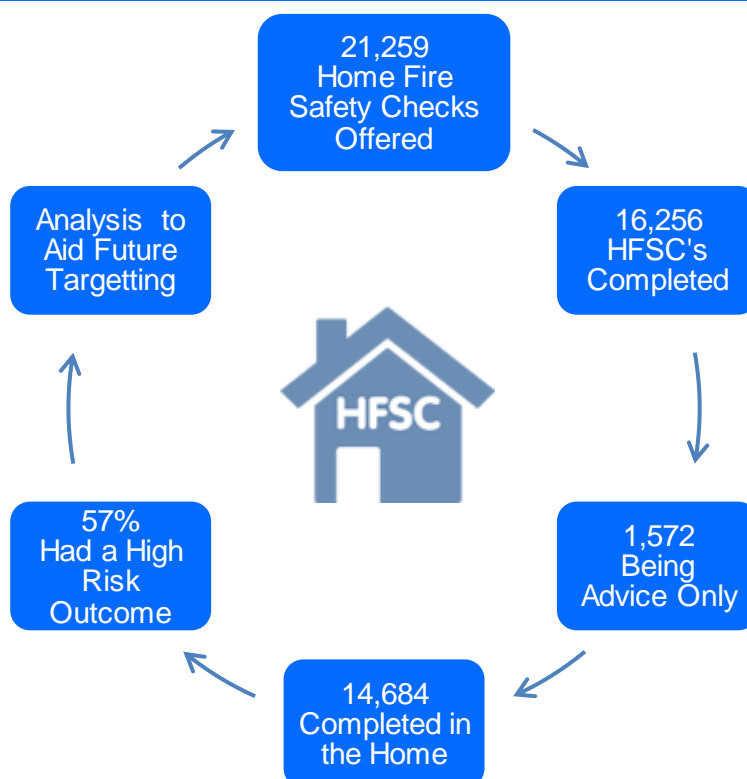 21,259
Home Fire
Safety Checks
Offered
16,256
HFSC's
Completed
1,572
Being
Advice Only
14,684
Completed in
the Home
57%
Had a High
Risk
Outcome
Analysis to
Aid Future
Targetting
HFSC